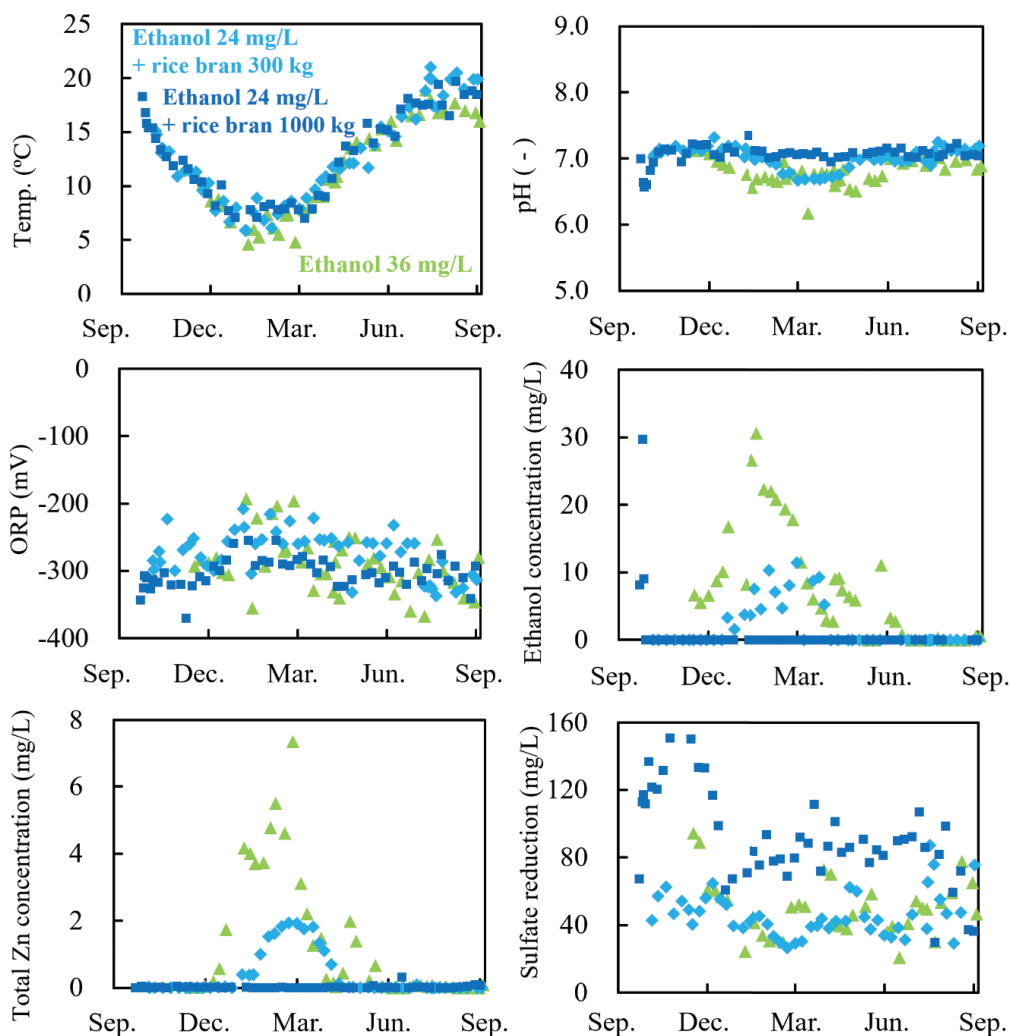 Temp. (ºC)
25
20
15
10
5
0
Ethanol 24 mg/L
+ rice bran 300 kg
Ethanol 24 mg/L
+ rice bran 1000 kg
Ethanol 36 mg/L
Sep. Dec. Mar. Jun. Sep.
pH ( - )
9.0
8.0
7.0
6.0
5.0
Sep. Dec. Mar. Jun. Sep.
ORP (mV)
0
-100
-200
-300
-400
Sep. Dec. Mar. Jun. Sep.
Ethanol concentration (mg/L)
40
30
20
10
0
Sep. Dec. Mar. Jun. Sep.
Total Zn concentration (mg/L)
8
6
4
2
0
Sep. Dec. Mar. Jun. Sep.
Sulfate reduction (mg/L)
160
120
80
40
0
Sep. Dec. Mar. Jun. Sep.